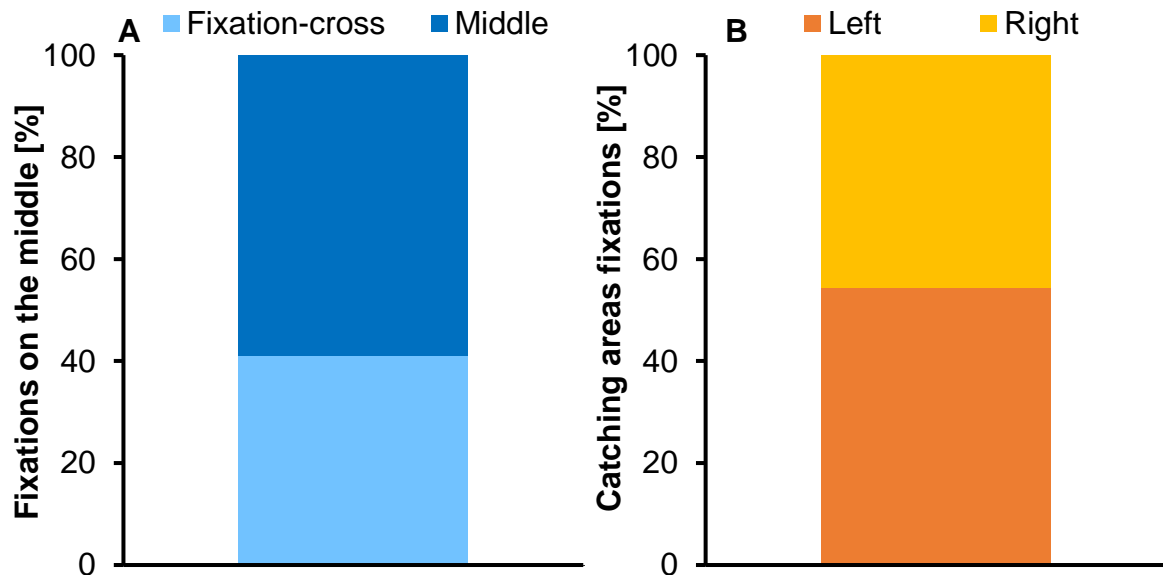 A
Fixation-cross
Middle
Fixations on the middle [%]
100
80
60
40
20
0
B
Left
Right
Catching areas fixations [%]
100
80
60
40
20
0